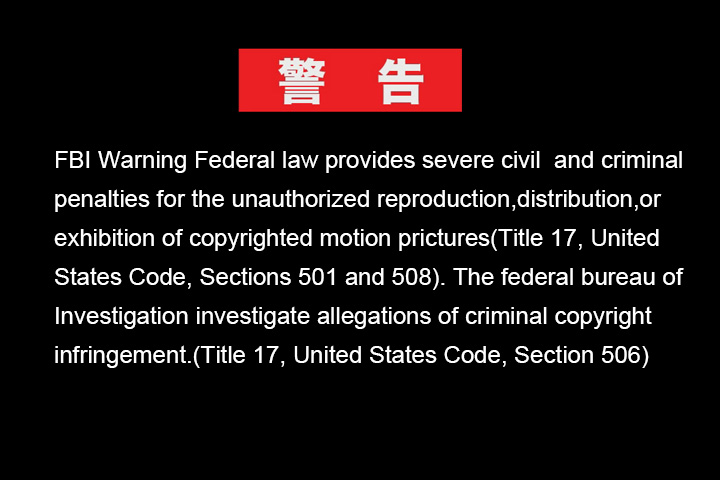 警 告
FBI Warning Federal law provides severe civil  and criminal
penalties for the unauthorized reproduction,distribution,or
exhibition of copyrighted motion prictures(Title 17, United
States Code, Sections 501 and 508). The federal bureau of
Investigation investigate allegations of criminal copyright
infringement.(Title 17, United States Code, Section 506)